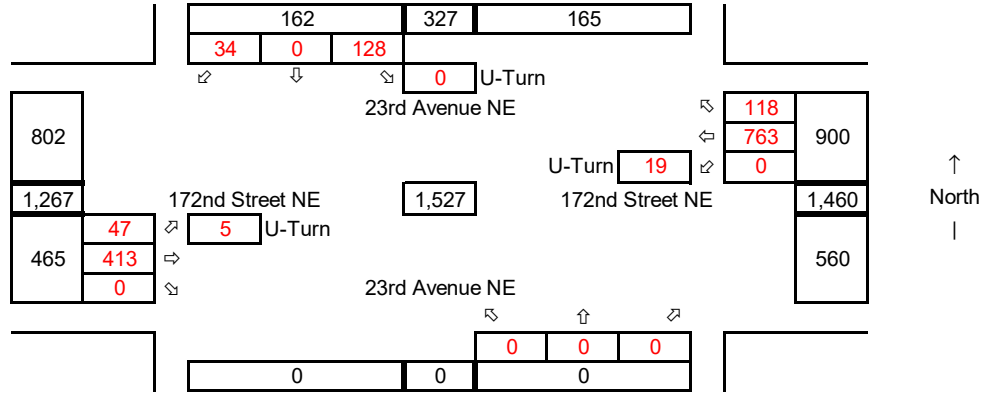 162 327 165
34 0 128
⬃ ⇩ ⬂ 0 U-Turn
23rd Avenue NE ⬁ 118
802 ⇦ 763 900
U-Turn 19 ⬃ 0 ↑
1,267 172nd Street NE 1,527 172nd Street NE 1,460 North
47 ⬀ 5 U-Turn |
465 413 ⇨ 560
0 ⬂ 23rd Avenue NE
⬁ ⇧ ⬀
0 0 0
0 0 0